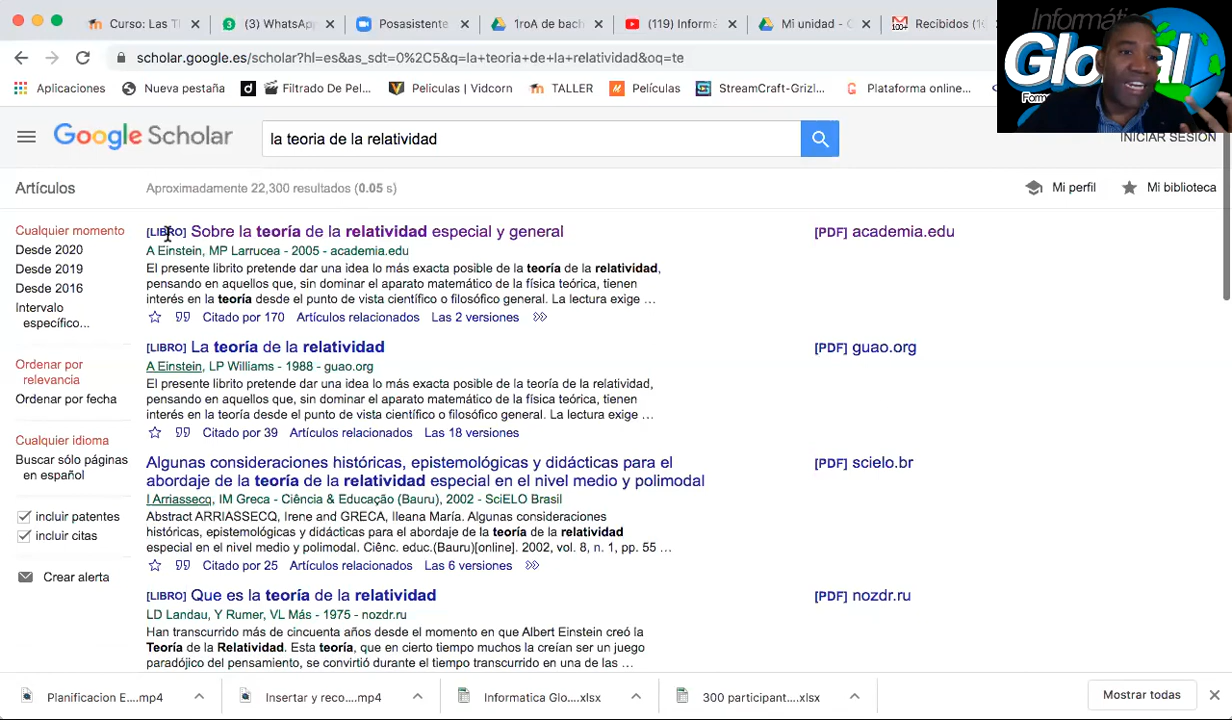 Curso: Las T
(3) WhatsApp
Posasistente
1roA de bach
(119) Informá
Mi unidad - G
Recibidos (1
100+
scholar.google.es/scholar?hl=es&as_sdt=0%2C5&q=la+teoria+de+la+relatividad&oq=te
Aplicaciones
Nueva pestaña
Filtrado De Pel...
Peliculas | Vidcorn
TALLER
Películas
StreamCraft-Grizl...
Plataforma online...
Informática
Global
Google Scholar
la teoria de la relatividad
INICIAR SESIÓN
Artículos
Aproximadamente 22,300 resultados (0.05 s)
Mi perfil
Mi biblioteca
Cualquier momento
Desde 2020
Desde 2019
Desde 2016
Intervalo
específico...
Ordenar por
relevancia
Ordenar por fecha
Cualquier idioma
Buscar sólo páginas
en español
incluir patentes
incluir citas
Crear alerta
[LIBRO] Sobre la teoría de la relatividad especial y general
[PDF] academia.edu
A Einstein, MP Larrucea - 2005 - academia.edu
El presente librito pretende dar una idea lo más exacta posible de la teoría de la relatividad,
pensando en aquellos que, sin dominar el aparato matemático de la física teórica, tienen
interés en la teoría desde el punto de vista científico o filosófico general. La lectura exige ...
Citado por 170 Artículos relacionados Las 2 versiones
[LIBRO] La teoría de la relatividad
[PDF] guao.org
A Einstein, LP Williams - 1988 - guao.org
El presente librito pretende dar una idea lo más exacta posible de la teoría de la relatividad,
pensando en aquellos que, sin dominar el aparato matemático de la física teórica, tienen
interés en la teoría desde el punto de vista científico o filosófico general. La lectura exige ...
Citado por 39 Artículos relacionados Las 18 versiones
Algunas consideraciones históricas, epistemológicas y didácticas para el
abordaje de la teoría de la relatividad especial en el nivel medio y polimodal
[PDF] scielo.br
I Arriassecq, IM Greca - Ciência & Educação (Bauru), 2002 - SciELO Brasil
Abstract ARRIASSECQ, Irene and GRECA, Ileana María. Algunas consideraciones
históricas, epistemológicas y didácticas para el abordaje de la teoría de la relatividad
especial en el nivel medio y polimodal. Ciênc. educ.(Bauru)[online]. 2002, vol. 8, n. 1, pp. 55 ...
Citado por 25 Artículos relacionados Las 6 versiones
[LIBRO] Que es la teoría de la relatividad
[PDF] nozdr.ru
LD Landau, Y Rumer, VL Más - 1975 - nozdr.ru
Han transcurrido más de cincuenta años desde el momento en que Albert Einstein creó la
Teoría de la Relatividad. Esta teoría, que en cierto tiempo muchos la creían ser un juego
paradójico del pensamiento, se convirtió durante el tiempo transcurrido en una de las ...
Planificacion E....mp4
Insertar y reco....mp4
Informatica Glo....xlsx
300 participant....xlsx
Mostrar todas